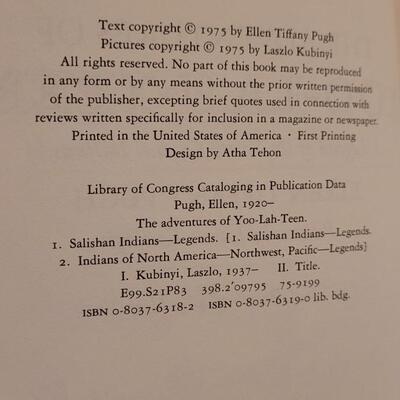 Text copyright © 1975 by Ellen Tiffany Pugh
Pictures copyright © 1975 by Laszlo Kubinyi
All rights reserved. No part of this book may be reproduced
in any form or by any means without the prior written permission
of the publisher, excepting brief quotes used in connection with
reviews written specifically for inclusion in a magazine or newspaper.
Printed in the United States of America · First Printing
Design by Atha Tehon
Library of Congress Cataloging in Publication Data
Pugh, Ellen, 1920–
The adventures of Yoo-Lah-Teen.
1. Salishan Indians—Legends. [1. Salishan Indians—Legends.
2. Indians of North America—Northwest, Pacific—Legends]
I. Kubinyi, Laszlo, 1937– II. Title.
E99.S21P83 398.2'09795 75-9199
ISBN 0-8037-6318-2 ISBN 0-8037-6319-0 lib. bdg.